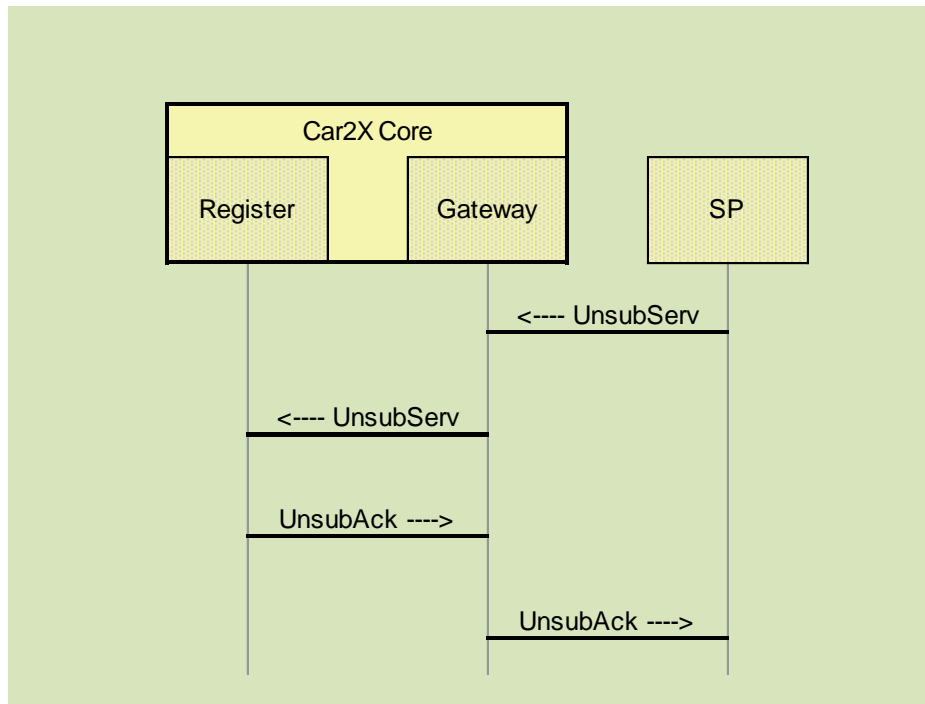 Car2X Core
Register
Gateway
SP
<---- UnsubServ
<---- UnsubServ
UnsubAck ---->
UnsubAck ---->